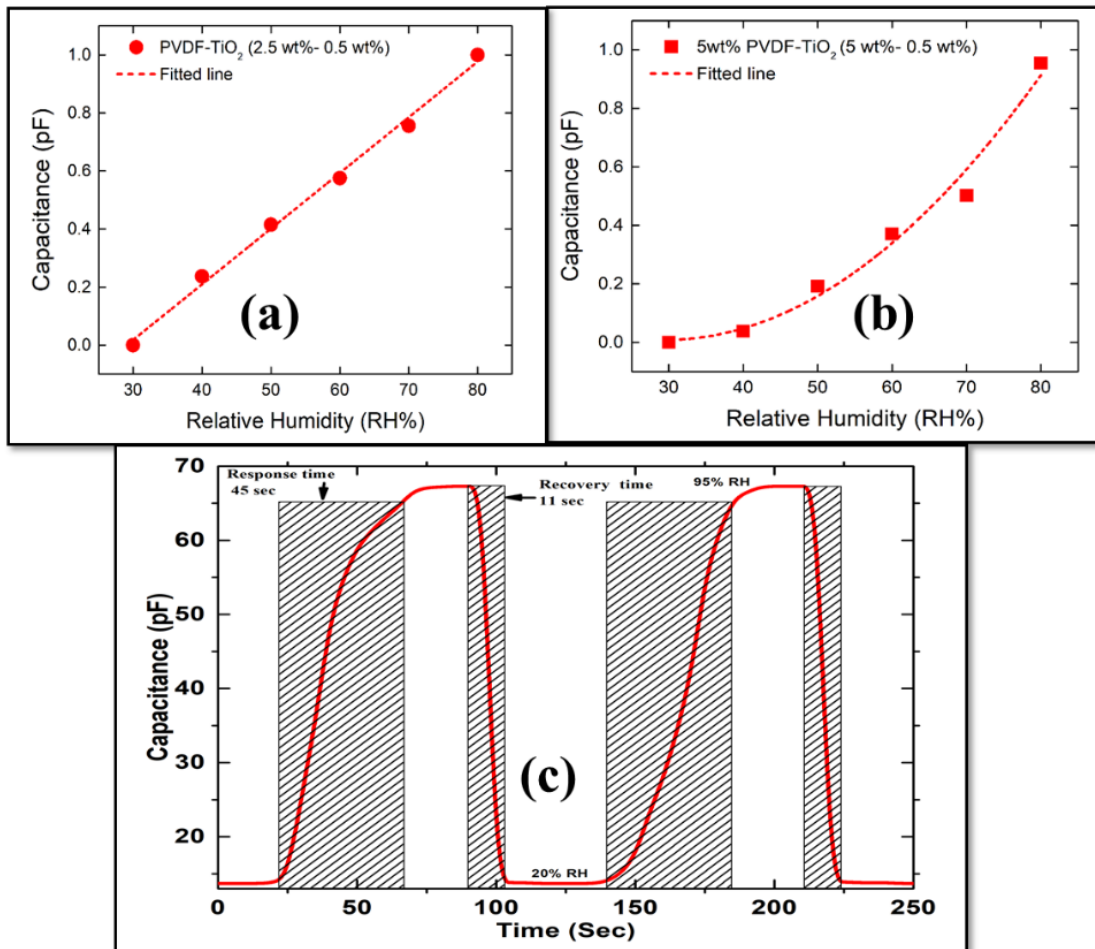 PVDF-TiO₂ (2.5 wt%- 0.5 wt%)
Fitted line
1.0
0.8
0.6
0.4
0.2
0.0
Capacitance (pF)
(a)
30 40 50 60 70 80
Relative Humidity (RH%)
5wt% PVDF-TiO₂ (5 wt%- 0.5 wt%)
Fitted line
1.0
0.8
0.6
0.4
0.2
0.0
Capacitance (pF)
(b)
30 40 50 60 70 80
Relative Humidity (RH%)
70
60
50
40
30
20
Capacitance (pF)
Response time
45 sec
Recovery time
11 sec
95% RH
(c)
20% RH
0 50 100 150 200 250
Time (Sec)